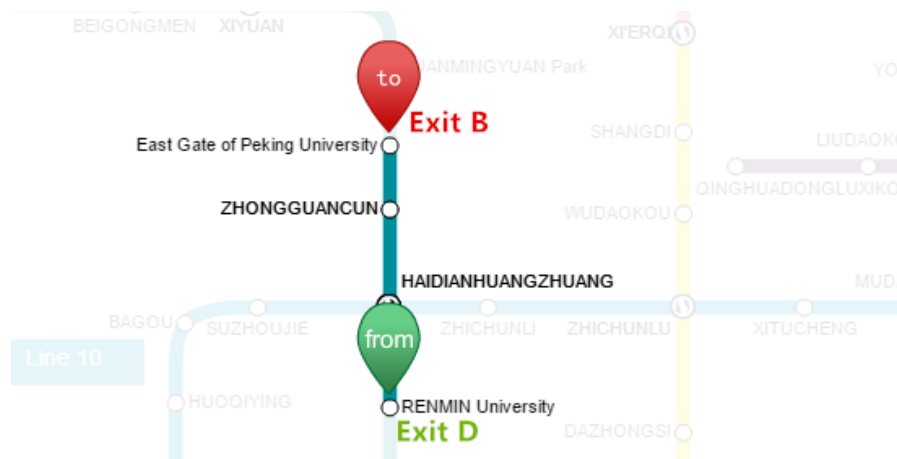 BEIGONGMEN
XIYUAN
XI'ERQI
to
ANMINGYUAN Park
YO
Exit B
SHANGDI
LIUDAOKO
East Gate of Peking University
QINGHUADONGLUXIKO
ZHONGGUANCUN
WUDAOKOU
HAIDIANHUANGZHUANG
MUDA
BAGOU
SUZHOUJIE
ZHICHUNLI
ZHICHUNLU
XITUCHENG
from
Line 10
HUOQIYING
RENMIN University
Exit D
DAZHONGSI